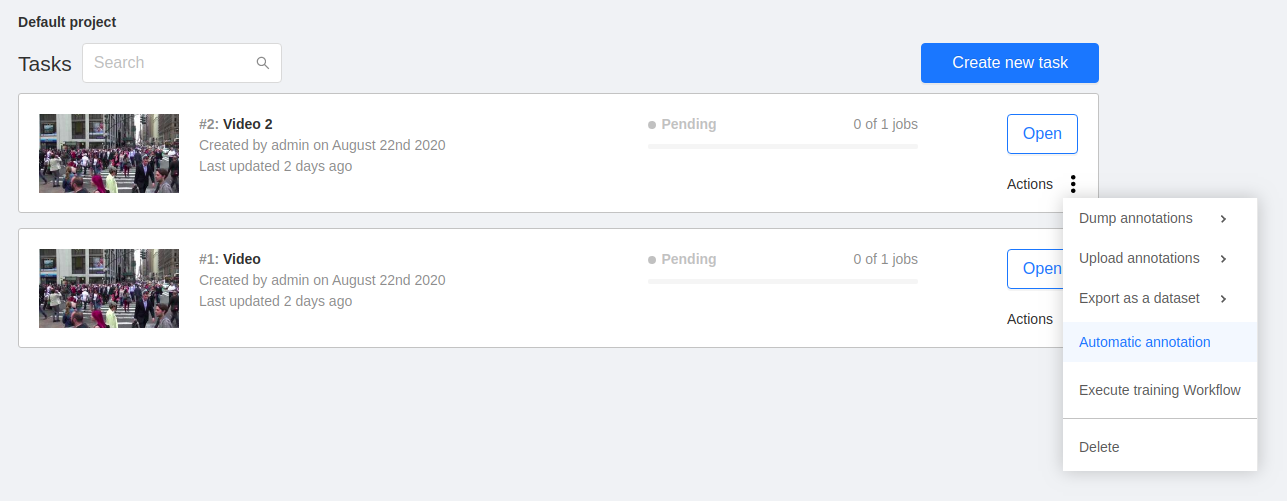 Default project
Tasks
Search
Create new task
#2: Video 2
Created by admin on August 22nd 2020
Last updated 2 days ago
Pending
0 of 1 jobs
Open
Actions
#1: Video
Created by admin on August 22nd 2020
Last updated 2 days ago
Pending
0 of 1 jobs
Open
Actions
Dump annotations
Upload annotations
Export as a dataset
Automatic annotation
Execute training Workflow
Delete